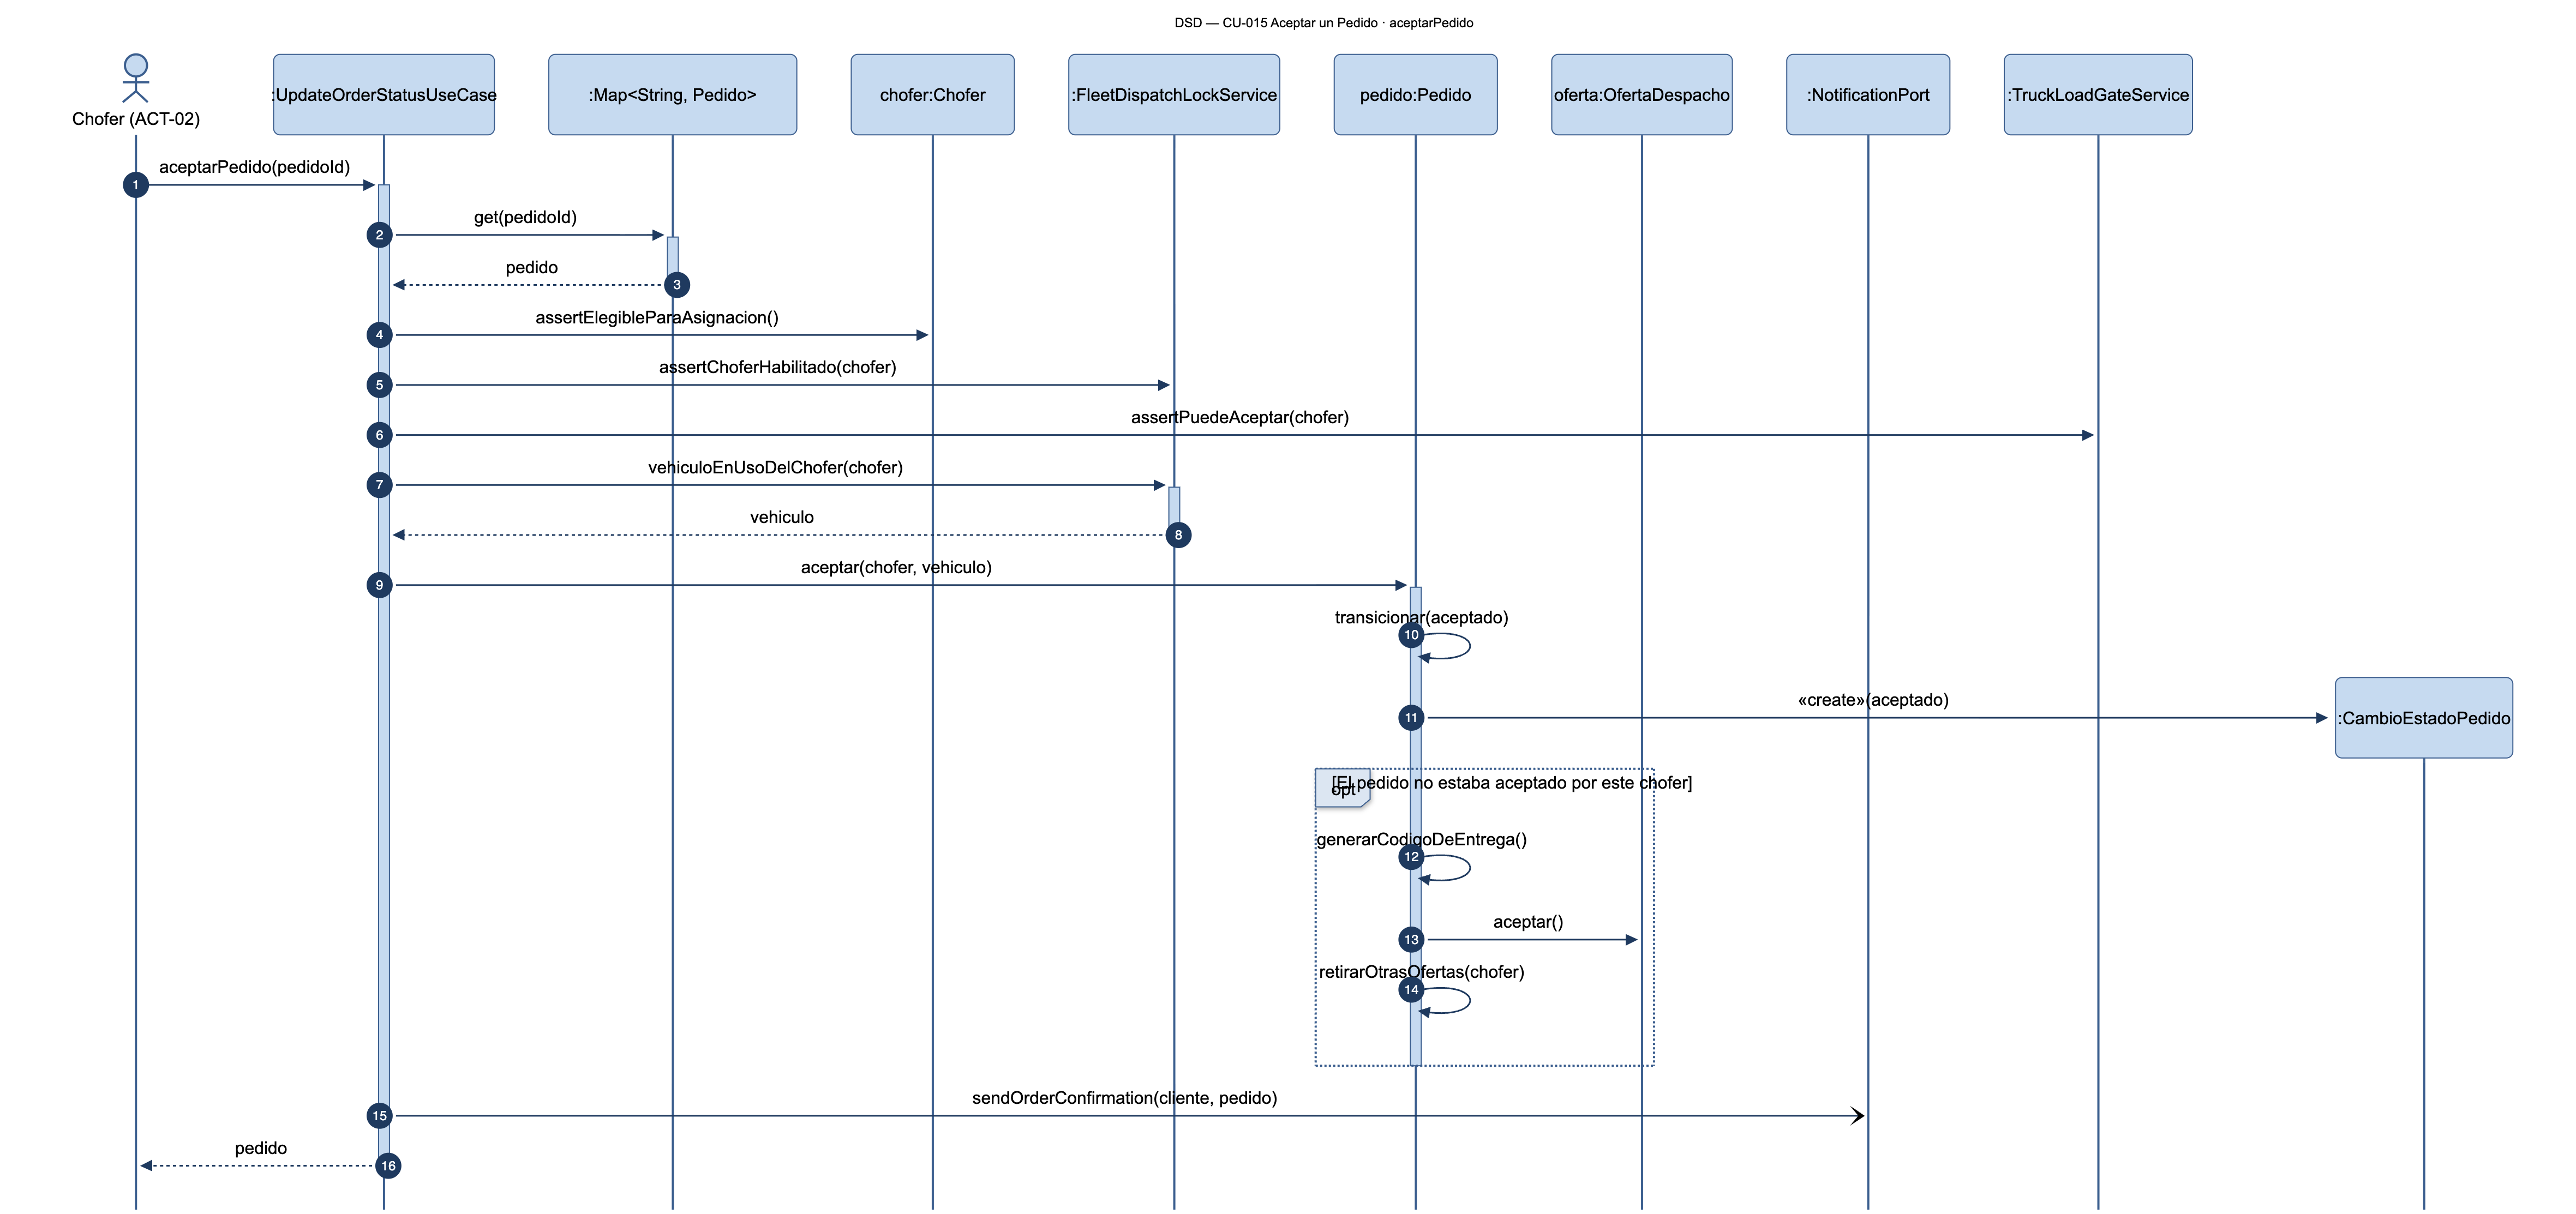 DSD — CU-015 Aceptar un Pedido · aceptarPedido
Chofer (ACT-02)
:UpdateOrderStatusUseCase
:Map<String, Pedido>
chofer:Chofer
:FleetDispatchLockService
pedido:Pedido
oferta:OfertaDespacho
:NotificationPort
:TruckLoadGateService
aceptarPedido(pedidoId)
1
get(pedidoId)
2
pedido
3
assertElegibleParaAsignacion()
4
assertChoferHabilitado(chofer)
5
assertPuedeAceptar(chofer)
6
vehiculoEnUsoDelChofer(chofer)
7
vehiculo
8
aceptar(chofer, vehiculo)
9
transicionar(aceptado)
10
«create»(aceptado)
11
:CambioEstadoPedido
[El pedido no estaba aceptado por este chofer]
opt
generarCodigoDeEntrega()
12
aceptar()
13
retirarOtrasOfertas(chofer)
14
sendOrderConfirmation(cliente, pedido)
15
pedido
16